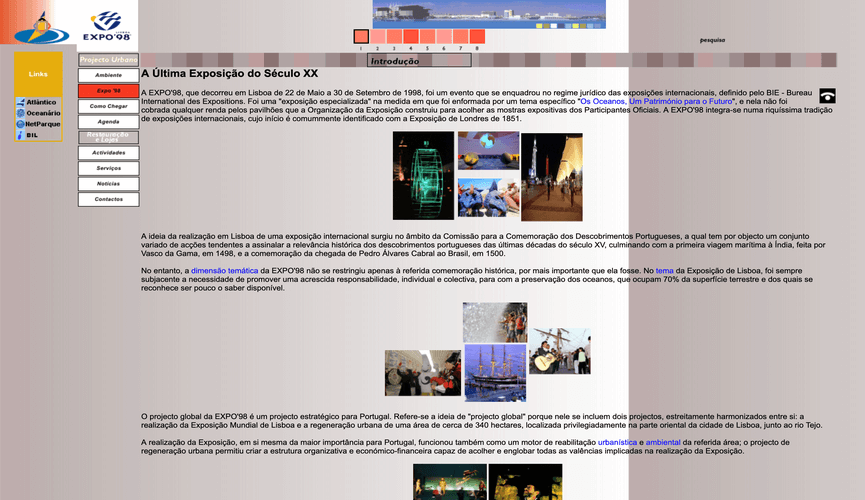 EXPO'98
1 2 3 4 5 6 7 8
pesquisa
Introdução
Links
Atlântico
Oceanário
NetParque
BIL
Projecto Urbano
Ambiente
Expo '98
Como Chegar
Agenda
Restauração
e Lojas
Actividades
Serviços
Notícias
Contactos
A Última Exposição do Século XX
A EXPO'98, que decorreu em Lisboa de 22 de Maio a 30 de Setembro de 1998, foi um evento que se enquadrou no regime jurídico das exposições internacionais, definido pelo BIE - Bureau
International des Expositions. Foi uma "exposição especializada" na medida em que foi enformada por um tema específico "Os Oceanos, Um Património para o Futuro", e nela não foi
cobrada qualquer renda pelos pavilhões que a Organização da Exposição construiu para acolher as mostras expositivas dos Participantes Oficiais. A EXPO'98 integra-se numa riquíssima tradição
de exposições internacionais, cujo início é comummente identificado com a Exposição de Londres de 1851.
A ideia da realização em Lisboa de uma exposição internacional surgiu no âmbito da Comissão para a Comemoração dos Descobrimentos Portugueses, a qual tem por objecto um conjunto
variado de acções tendentes a assinalar a relevância histórica dos descobrimentos portugueses das últimas décadas do século XV, culminando com a primeira viagem marítima à Índia, feita por
Vasco da Gama, em 1498, e a comemoração da chegada de Pedro Álvares Cabral ao Brasil, em 1500.
No entanto, a dimensão temática da EXPO'98 não se restringiu apenas à referida comemoração histórica, por mais importante que ela fosse. No tema da Exposição de Lisboa, foi sempre
subjacente a necessidade de promover uma acrescida responsabilidade, individual e colectiva, para com a preservação dos oceanos, que ocupam 70% da superfície terrestre e dos quais se
reconhece ser pouco o saber disponível.
O projecto global da EXPO'98 é um projecto estratégico para Portugal. Refere-se a ideia de "projecto global" porque nele se incluem dois projectos, estreitamente harmonizados entre si: a
realização da Exposição Mundial de Lisboa e a regeneração urbana de uma área de cerca de 340 hectares, localizada privilegiadamente na parte oriental da cidade de Lisboa, junto ao rio Tejo.
A realização da Exposição, em si mesma da maior importância para Portugal, funcionou também como um motor de reabilitação urbanística e ambiental da referida área; o projecto de
regeneração urbana permitiu criar a estrutura organizativa e económico-financeira capaz de acolher e englobar todas as valências implicadas na realização da Exposição.